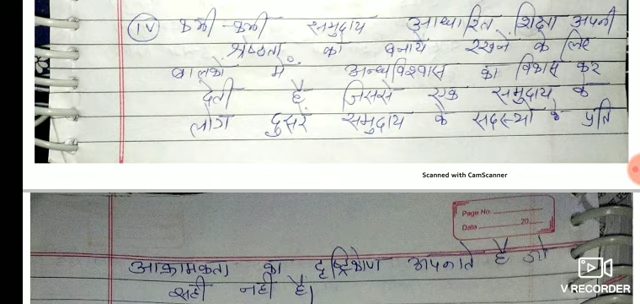 (IV) कभी-कभी समुदाय आधारित शिक्षा अपनी
श्रेष्ठता को बनाये रखने के लिए
बालकों में अन्धविश्वास का विकास कर
देती है जिससे एक समुदाय के
लोग दुसरे समुदाय के सदस्यों के प्रति
Scanned with CamScanner
Page No.
Date 20
आक्रामकता का दृष्टिकोण अपनाते है जो
सही नहीं है।
V RECORDER